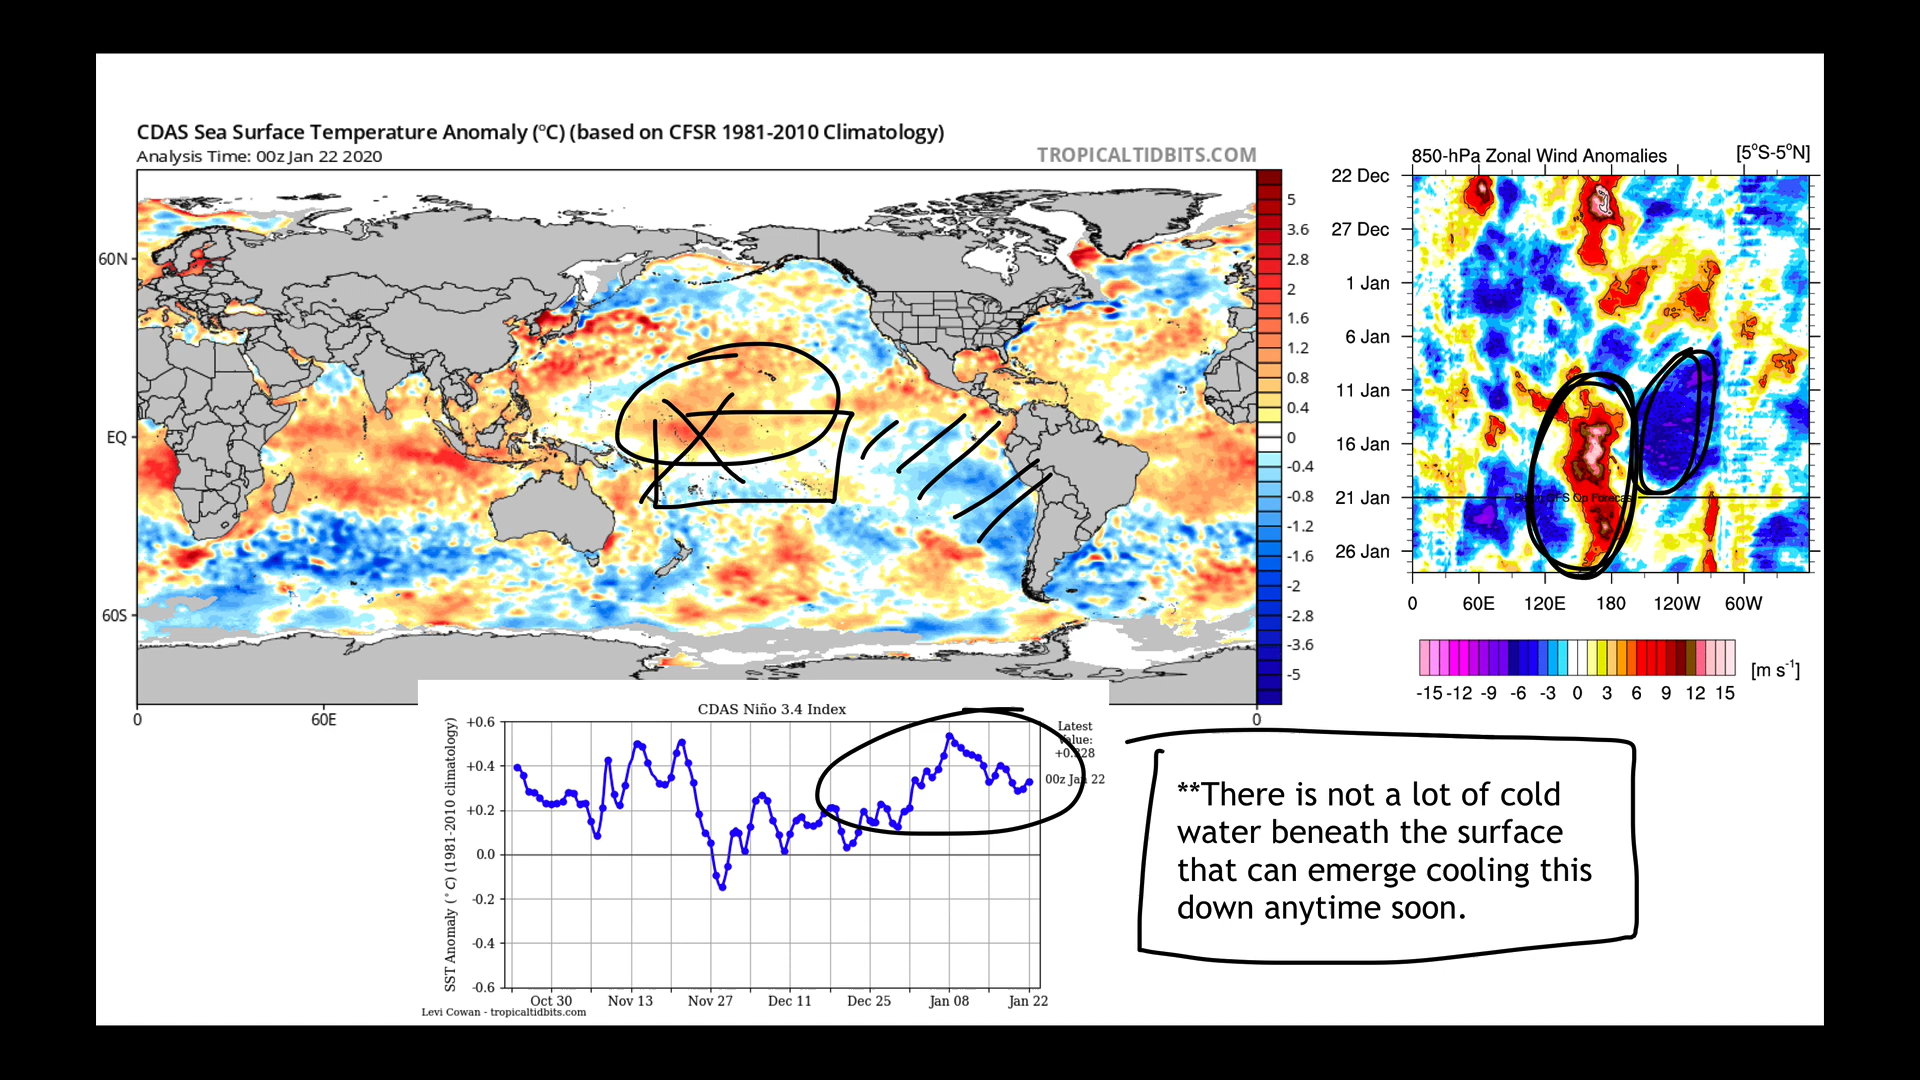 CDAS Sea Surface Temperature Anomaly (°C) (based on CFSR 1981-2010 Climatology)
Analysis Time: 00z Jan 22 2020
TROPICALTIDBITS.COM
60N
EQ
60S
0
60E
0
5
3.6
2.8
2
1.6
1.2
0.8
0.4
0
-0.4
-0.8
-1.2
-1.6
-2
-2.8
-3.6
-5
850-hPa Zonal Wind Anomalies
[5°S-5°N]
22 Dec
27 Dec
1 Jan
6 Jan
11 Jan
16 Jan
21 Jan
26 Jan
GFS Op Forecast
0 60E 120E 180 120W 60W
-15 -12 -9 -6 -3 0 3 6 9 12 15
[m s⁻¹]
CDAS Niño 3.4 Index
SST Anomaly (°C) (1981-2010 climatology)
+0.6
+0.4
+0.2
0.0
-0.2
-0.4
-0.6
Oct 30 Nov 13 Nov 27 Dec 11 Dec 25 Jan 08 Jan 22
Latest
Value:
+0.328
00z Jan 22
Levi Cowan - tropicaltidbits.com
**There is not a lot of cold
water beneath the surface
that can emerge cooling this
down anytime soon.